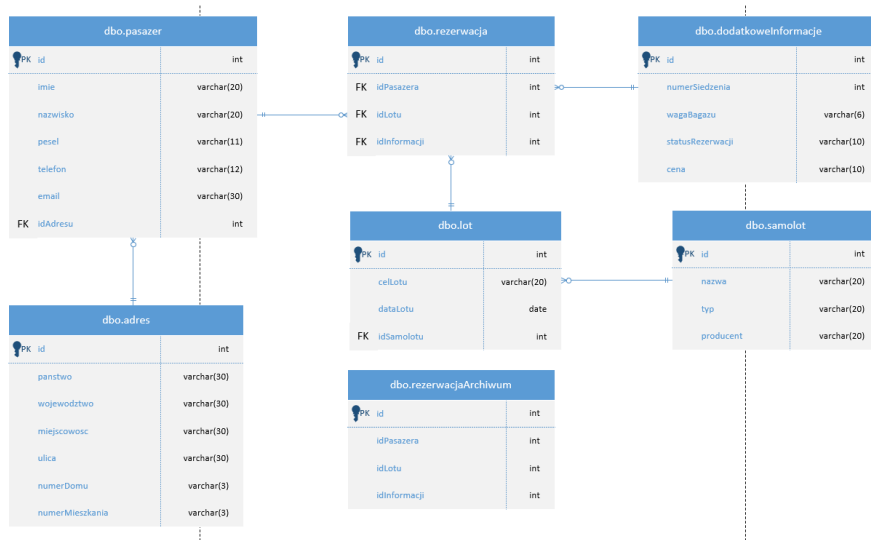 dbo.pasazer
PK id int
imie varchar(20)
nazwisko varchar(20)
pesel varchar(11)
telefon varchar(12)
email varchar(30)
FK idAdresu int
dbo.rezerwacja
PK id int
FK idPasazera int
FK idLotu int
FK idInformacji int
dbo.dodatkoweInformacje
PK id int
numerSiedzenia int
wagaBagazu varchar(6)
statusRezerwacji varchar(10)
cena varchar(10)
dbo.lot
PK id int
celLotu varchar(20)
dataLotu date
FK idSamolotu int
dbo.samolot
PK id int
nazwa varchar(20)
typ varchar(20)
producent varchar(20)
dbo.adres
PK id int
panstwo varchar(30)
wojewodztwo varchar(30)
miejscowosc varchar(30)
ulica varchar(30)
numerDomu varchar(3)
numerMieszkania varchar(3)
dbo.rezerwacjaArchiwum
PK id int
idPasazera int
idLotu int
idInformacji int